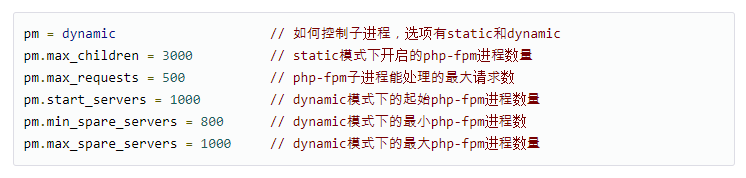 pm = dynamic // 如何控制子进程，选项有static和dynamic
pm.max_children = 3000 // static模式下开启的php-fpm进程数量
pm.max_requests = 500 // php-fpm子进程能处理的最大请求数
pm.start_servers = 1000 // dynamic模式下的起始php-fpm进程数量
pm.min_spare_servers = 800 // dynamic模式下的最小php-fpm进程数
pm.max_spare_servers = 1000 // dynamic模式下的最大php-fpm进程数量